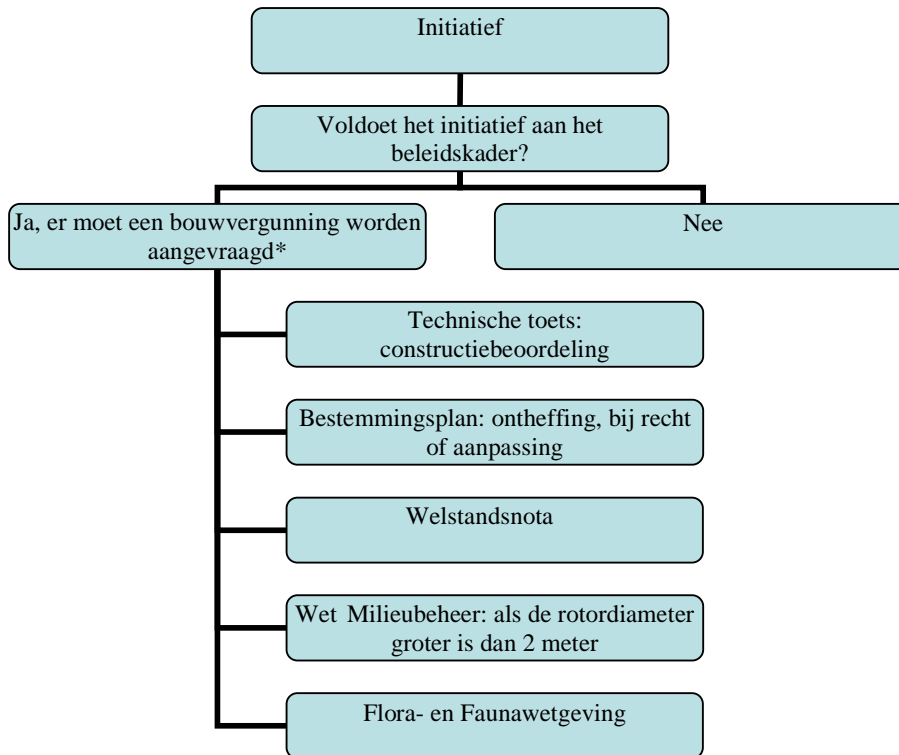 Initiatief
Voldoet het initiatief aan het
beleidskader?
Ja, er moet een bouwvergunning worden
aangevraagd*
Nee
Technische toets:
constructiebeoordeling
Bestemmingsplan: ontheffing, bij recht
of aanpassing
Welstandsnota
Wet Milieubeheer: als de rotordiameter
groter is dan 2 meter
Flora- en Faunawetgeving